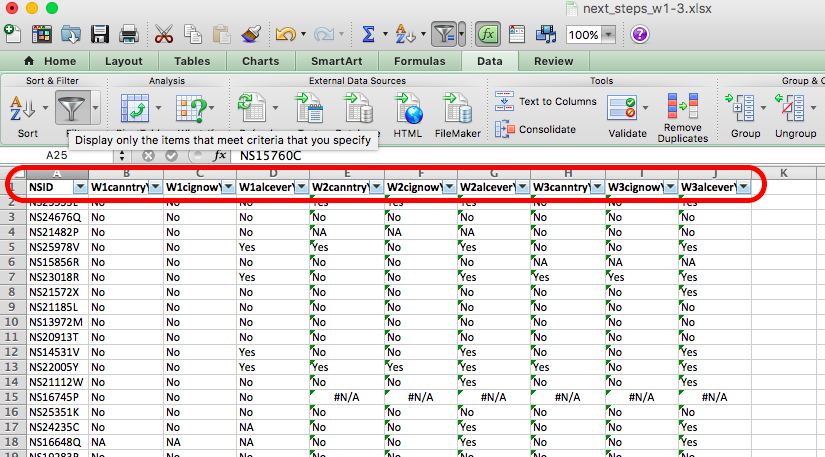 next_steps_w1-3.xlsx
100%
Home Layout Tables Charts SmartArt Formulas Data Review
Sort & Filter Analysis External Data Sources Tools Group &
Text to Columns
Consolidate
Sort HTML FileMaker Validate Remove Duplicates Group Ungroup
Display only the items that meet criteria that you specify
A25 fx NS15760C
A B C D E F G H I J K
1 NSID W1canntry W1cignow W1alcever W2canntry W2cignow W2alcever W3canntry W3cignow W3alcever
2 No No No Yes Yes Yes No No Yes
3 NS24676Q No No No No No No No No No
4 NS21482P No No No NA NA NA No No No
5 NS25978V No No Yes Yes No Yes No No Yes
6 NS15856R No No No No No No NA NA NA
7 NS23018R No No Yes No No Yes Yes Yes Yes
8 NS21572X No No No No No No No No Yes
9 NS21185L No No No No No No No No No
10 NS13972M No No No No No No No No No
11 NS20913T No No No No No No No No No
12 NS14531V No No Yes No No Yes No No Yes
13 NS22005Y No No Yes Yes Yes Yes Yes No Yes
14 NS21112W No No No No No Yes No No Yes
15 NS16745P No No No #N/A #N/A #N/A #N/A #N/A #N/A
16 NS25351K No No No No No No No No No
17 NS24235C No No NA No No Yes No No Yes
18 NS16648Q NA NA NA No No Yes No No Yes